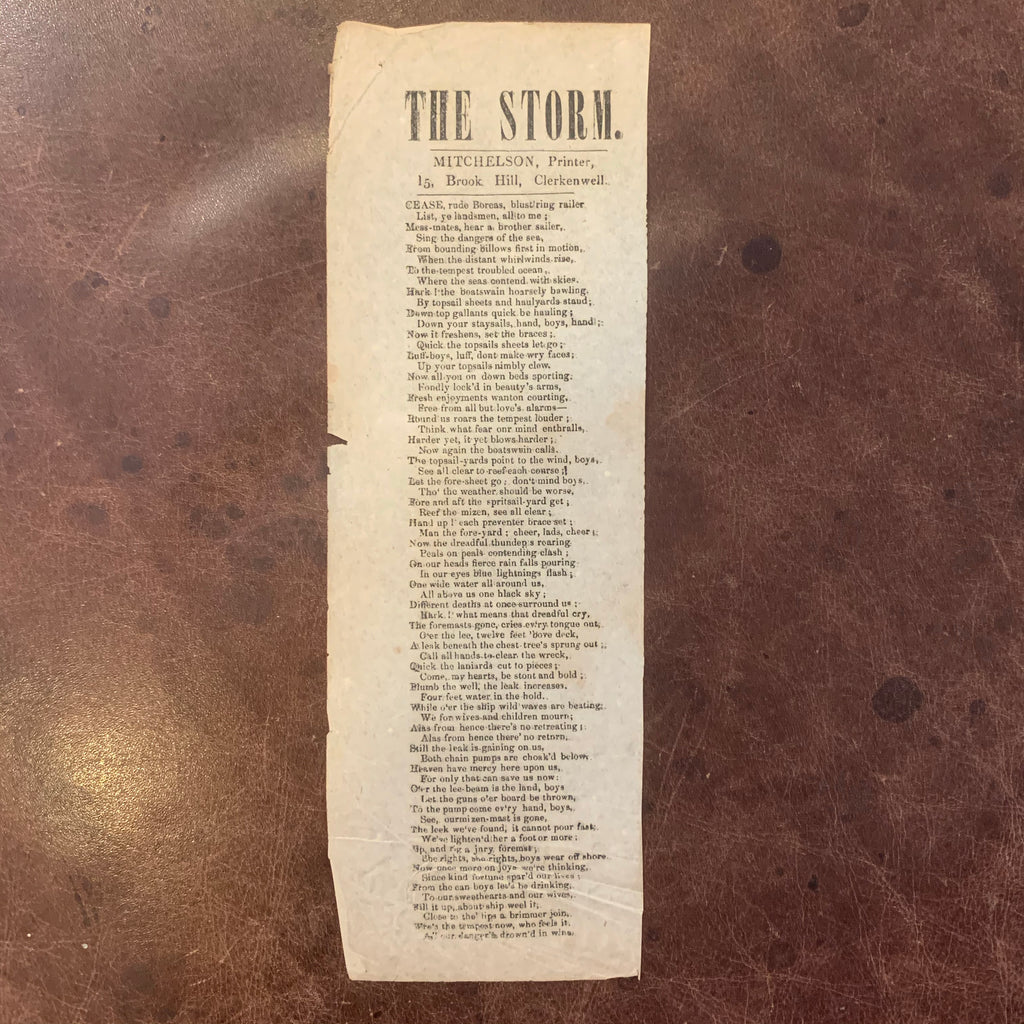 THE STORM.
MITCHELSON, Printer,
15, Brook Hill, Clerkenwell.
CEASE, rude Boreas, blust'ring railer
List, ye landsmen, all to me ;
Mess-mates, hear a brother sailer,
Sing the dangers of the sea,
From bounding billows first in motion,
When the distant whirlwinds rise,
To the tempest troubled ocean,
Where the seas contend with skies.
Hark ! the boatswain hoarsely bawling,
By topsail sheets and haulyards stand ;
Down top gallants quick be hauling ;
Down your staysails, hand, boys, hand ;
Now it freshens, set the braces ;
Quick the topsails sheets let go ;
Luff boys, luff, dont make wry faces ;
Up your topsails nimbly clew.
Now all you on down beds sporting,
Fondly lock'd in beauty's arms,
Fresh enjoyments wanton courting,
Free from all but love's alarms—
Round us roars the tempest louder ;
Think what fear our mind enthralls,
Harder yet, it yet blows harder ;
Now again the boatswain calls.
The topsail-yards point to the wind, boys,
See all clear to reef each course ;
Let the fore-sheet go ; don't mind boys,
Tho' the weather should be worse.
Fore and aft the spritsail-yard get ;
Reef the mizen, see all clear ;
Hand up ! each preventer brace set ;
Man the fore-yard ; cheer, lads, cheer ;
Now the dreadful thunders roaring
Peals on peals contending clash ;
On our heads fierce rain falls pouring
In our eyes blue lightnings flash ;
One wide water all around us,
All above us one black sky ;
Different deaths at once surround us ;
Hark ! what means that dreadful cry,
The foremasts gone, cries ev'ry tongue out,
O'er the lee, twelve feet 'bove deck,
A leak beneath the chest-tree's sprung out ;
Call all hands to clear the wreck,
Quick the laniards cut to pieces ;
Come, my hearts, be stout and bold ;
Plumb the well, the leak increases,
Four feet water in the hold.
While o'er the ship wild waves are beating,
We for wives and children mourn ;
Alas from hence there's no retreating ;
Alas from hence there' no return,
Still the leak is gaining on us,
Both chain pumps are choak'd below,
Heaven have mercy here upon us,
For only that can save us now:
O'er the lee-beam is the land, boys
Let the guns o'er board be thrown,
To the pump come ev'ry hand, boys,
See, our mizen-mast is gone,
The leek we've found, it cannot pour fast;
We've lighten'd her a foot or more ;
Up, and rig a jury foremast ;
She rights, she rights, boys wear off shore
Now once more on joys we're thinking,
Since kind fortune spar'd our lives ;
From the can boys let's be drinking,
To our sweethearts and our wives,
Fill it up, about ship weel it,
Close to the' lips a brimmer join,
Wre's the tempest now, who feels it,
All our danger's drown'd in wine.